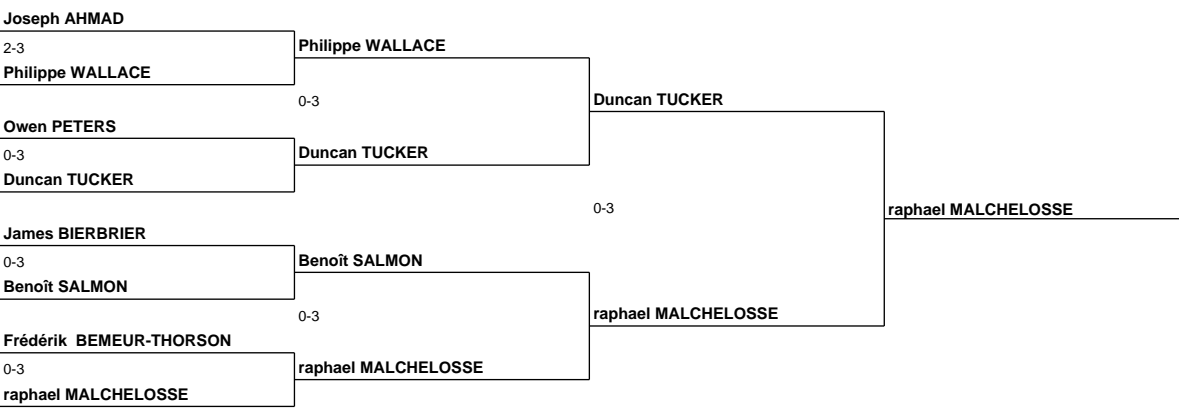 Joseph AHMAD
2-3
Philippe WALLACE
Owen PETERS
0-3
Duncan TUCKER
James BIERBRIER
0-3
Benoît SALMON
Frédérik  BEMEUR-THORSON
0-3
raphael MALCHELOSSE
Philippe WALLACE
0-3
Duncan TUCKER
Benoît SALMON
0-3
raphael MALCHELOSSE
Duncan TUCKER
0-3
raphael MALCHELOSSE
raphael MALCHELOSSE